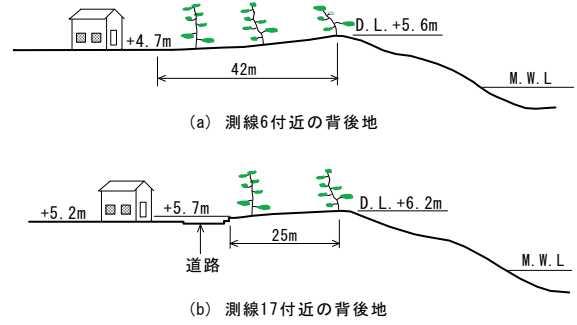 +4.7m
D.L.+5.6m
42m
M.W.L
(a) 測線6付近の背後地
+5.2m
+5.7m
D.L.+6.2m
25m
道路
M.W.L
(b) 測線17付近の背後地